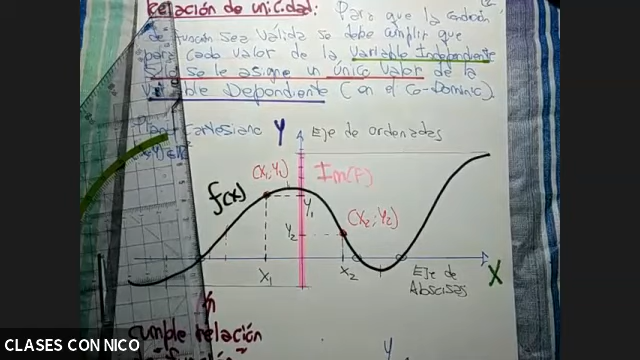 Relación de unicidad: Para que la condición
de función sea válida se debe cumplir que
para cada valor de la Variable Independiente
Solo se le asigne un único valor de la
Variable Dependiente (en el Co-Dominio).
Plano Cartesiano Y Eje de ordenadas
(x₁;y₁) Im(f)
f(x) y₁ (x₂;y₂)
y₂
x₁ x₂ Eje de X
Abscisas
cumple relación
y
CLASES CON NICO